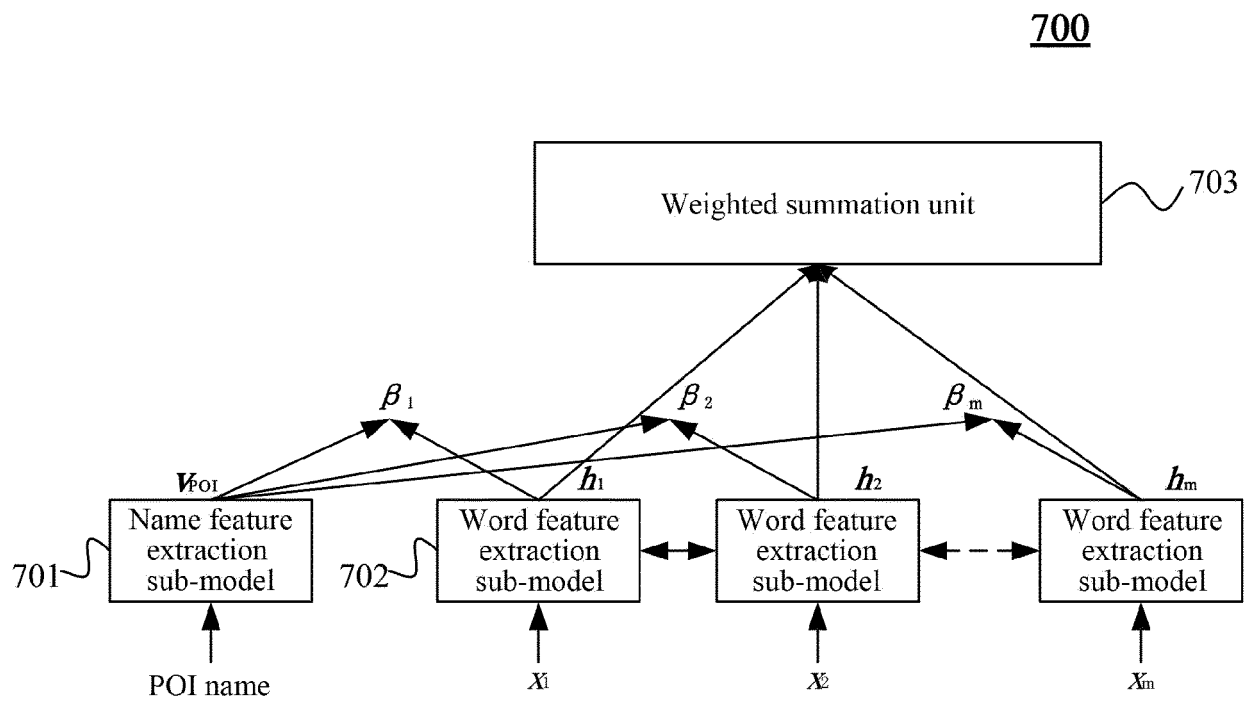 700
Weighted summation unit
703
β1 β2 βm
vPOI h1 h2 hm
Name feature
extraction
sub-model
Word feature
extraction
sub-model
Word feature
extraction
sub-model
Word feature
extraction
sub-model
701
702
POI name
x1
x2
xm